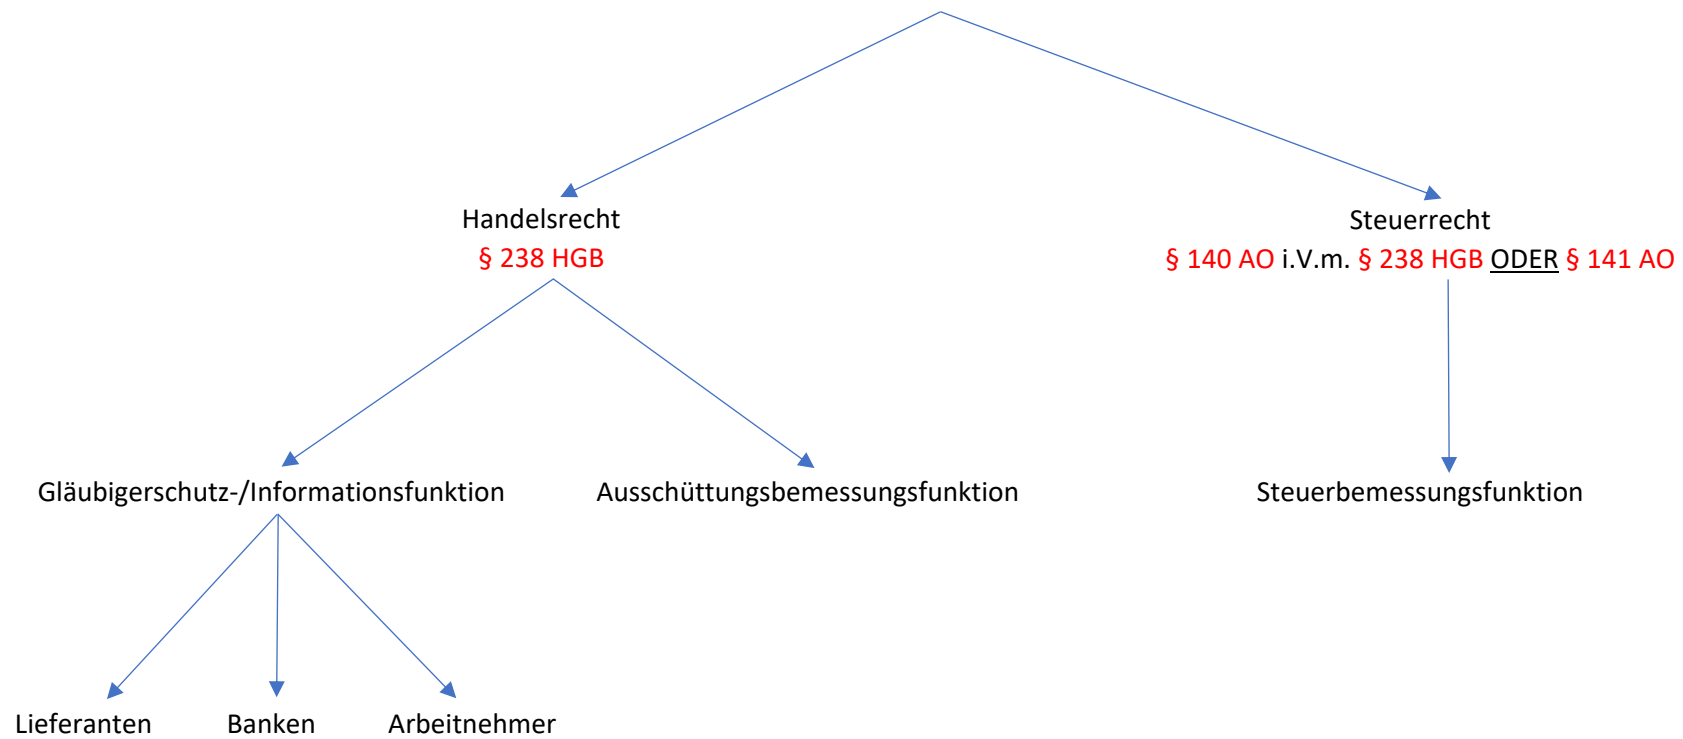 Handelsrecht
§ 238 HGB
Steuerrecht
§ 140 AO i.V.m. § 238 HGB ODER § 141 AO
Gläubigerschutz-/Informationsfunktion
Ausschüttungsbemessungsfunktion
Steuerbemessungsfunktion
Lieferanten
Banken
Arbeitnehmer